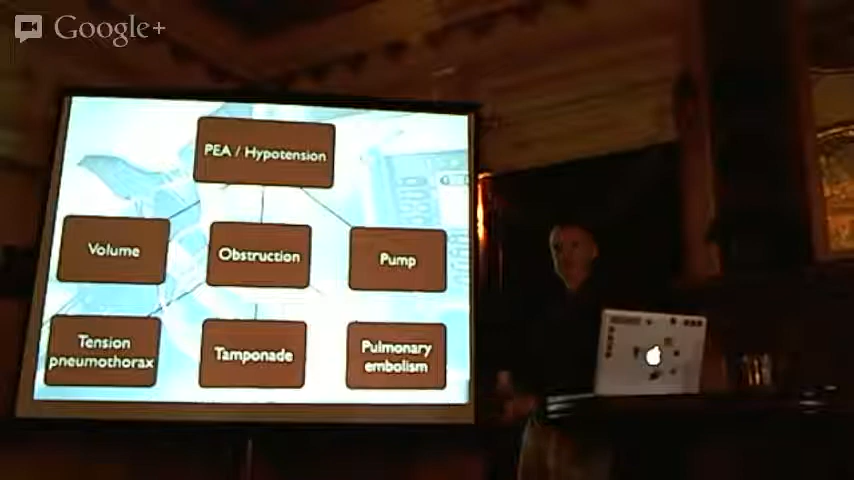 Google+
PEA / Hypotension
Volume
Obstruction
Pump
Tension
pneumothorax
Tamponade
Pulmonary
embolism